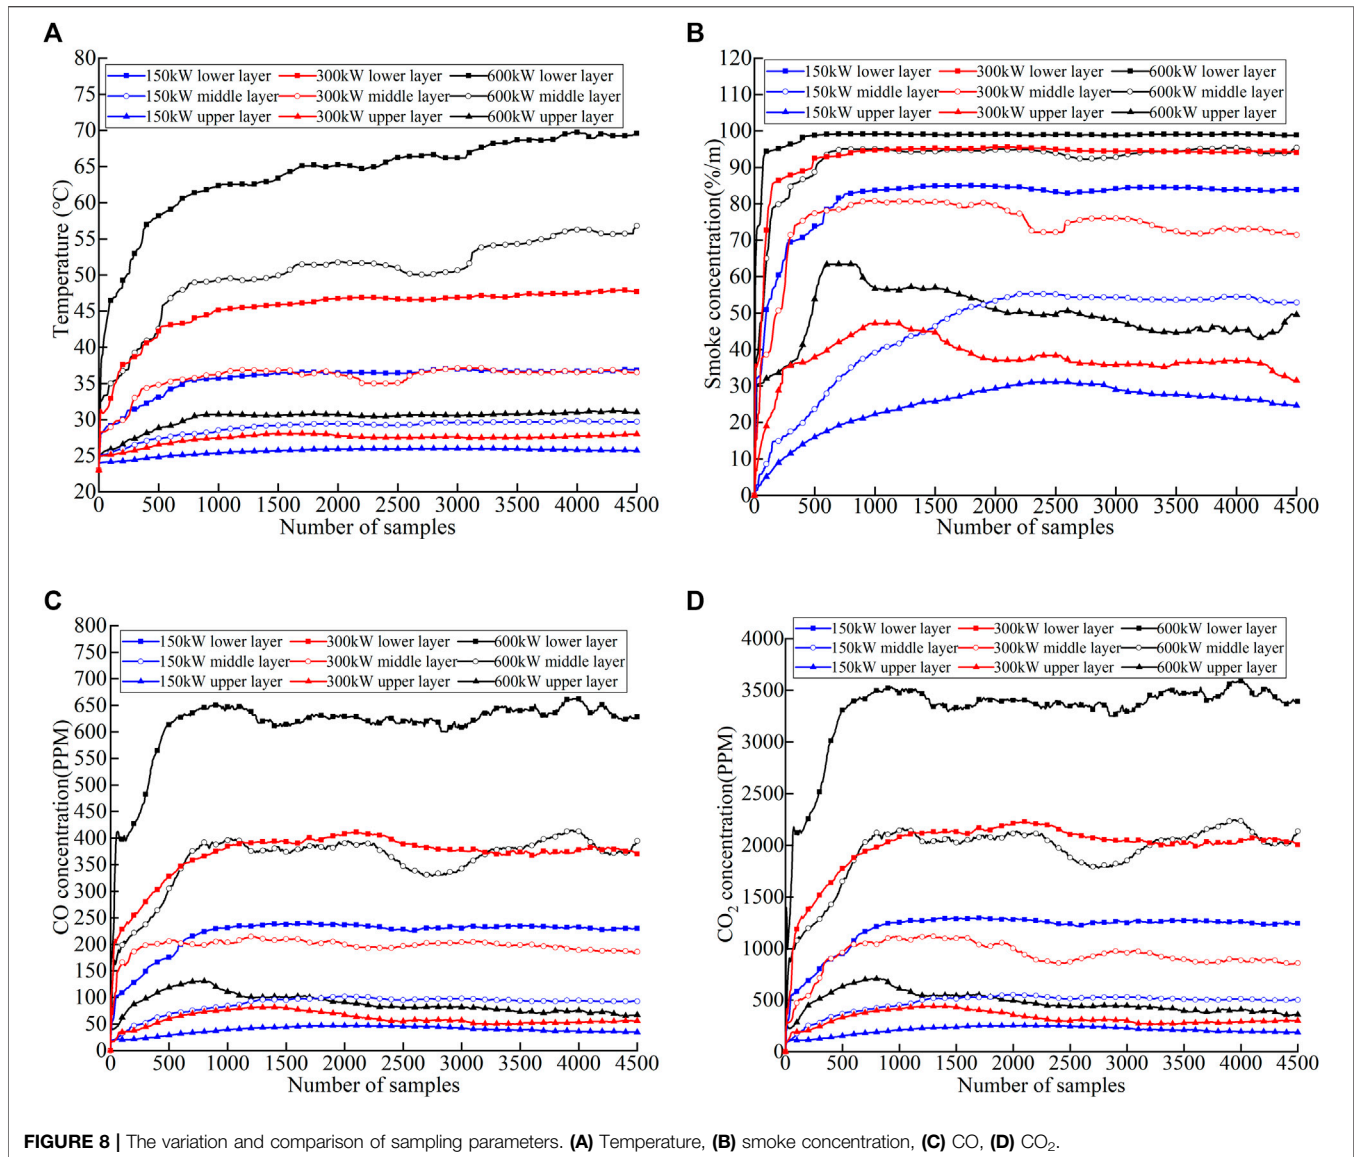 A
80
75
70
65
60
55
50
45
40
35
30
25
20
Temperature (℃)
150kW lower layer 300kW lower layer 600kW lower layer
150kW middle layer 300kW middle layer 600kW middle layer
150kW upper layer 300kW upper layer 600kW upper layer
0 500 1000 1500 2000 2500 3000 3500 4000 4500
Number of samples
B
120
110
100
90
80
70
60
50
40
30
20
10
0
Smoke concentration(%/m)
150kW lower layer 300kW lower layer 600kW lower layer
150kW middle layer 300kW middle layer 600kW middle layer
150kW upper layer 300kW upper layer 600kW upper layer
0 500 1000 1500 2000 2500 3000 3500 4000 4500
Number of samples
C
800
750
700
650
600
550
500
450
400
350
300
250
200
150
100
50
0
CO concentration(PPM)
150kW lower layer 300kW lower layer 600kW lower layer
150kW middle layer 300kW middle layer 600kW middle layer
150kW upper layer 300kW upper layer 600kW upper layer
0 500 1000 1500 2000 2500 3000 3500 4000 4500
Number of samples
D
4000
3500
3000
2500
2000
1500
1000
500
0
CO₂ concentration(PPM)
150kW lower layer 300kW lower layer 600kW lower layer
150kW middle layer 300kW middle layer 600kW middle layer
150kW upper layer 300kW upper layer 600kW upper layer
0 500 1000 1500 2000 2500 3000 3500 4000 4500
Number of samples
FIGURE 8 | The variation and comparison of sampling parameters. (A) Temperature, (B) smoke concentration, (C) CO, (D) CO₂.